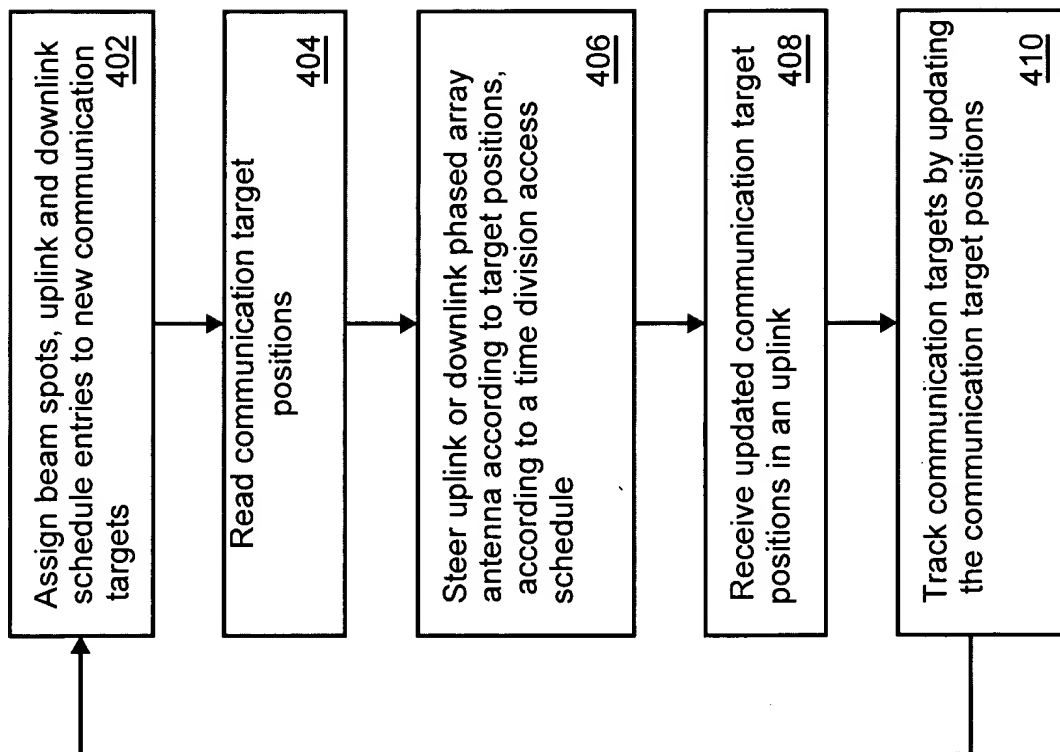 Assign beam spots, uplink and downlink
schedule entries to new communication
targets
402
Read communication target
positions
404
Steer uplink or downlink phased array
antenna according to target positions,
according to a time division access
schedule
406
Receive updated communication target
positions in an uplink
408
Track communication targets by updating
the communication target positions
410